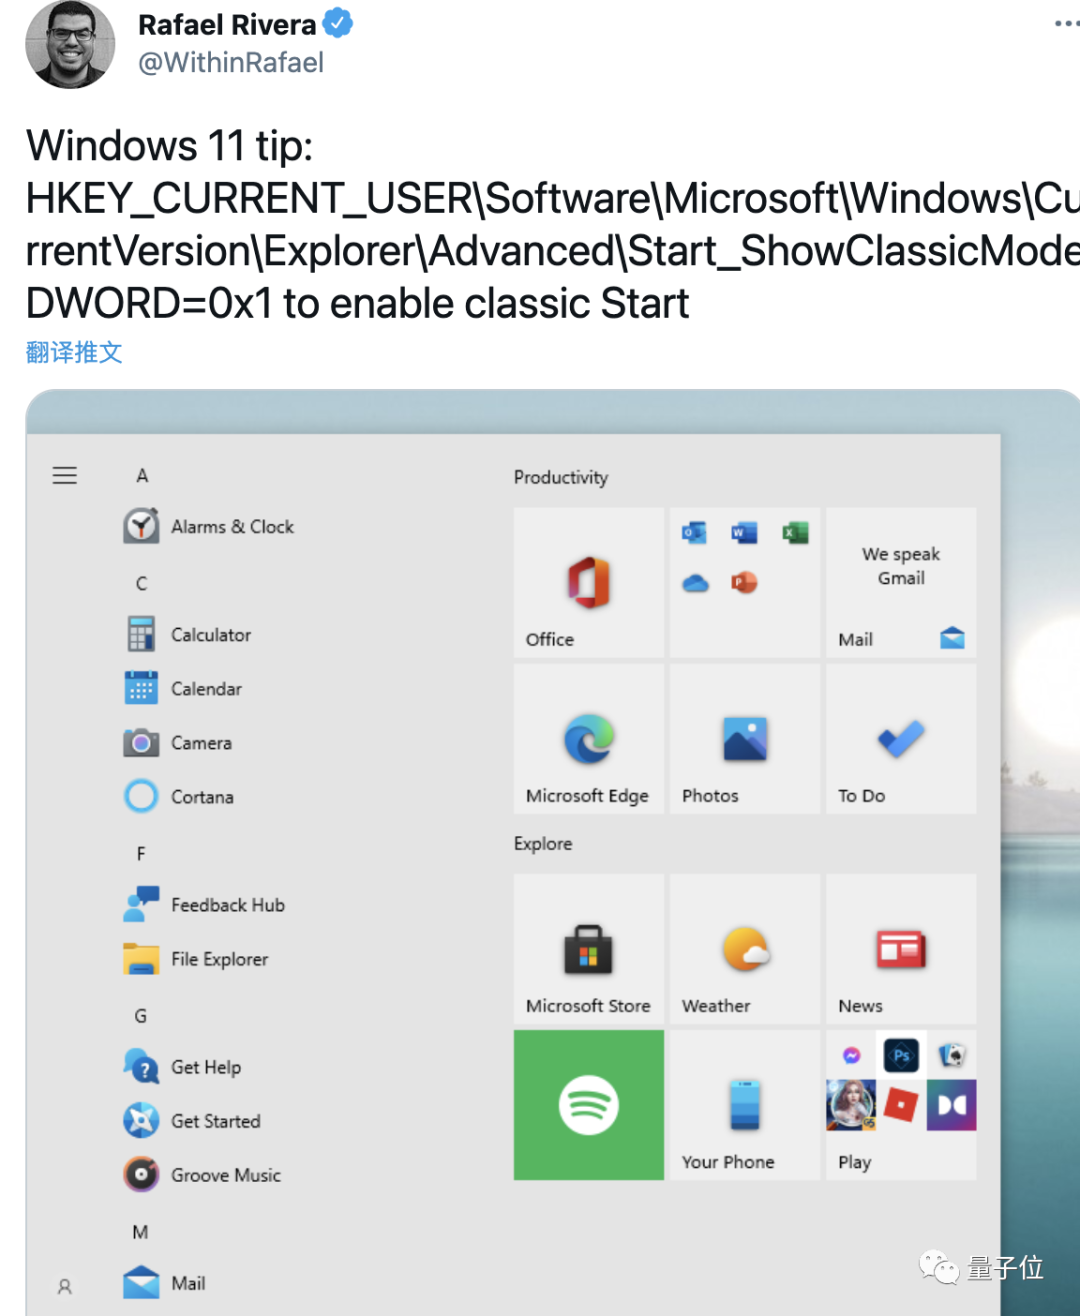 Rafael Rivera
@WithinRafael
Windows 11 tip:
HKEY_CURRENT_USER\Software\Microsoft\Windows\Cu
rrentVersion\Explorer\Advanced\Start_ShowClassicMode
DWORD=0x1 to enable classic Start
翻译推文
A
Alarms & Clock
C
Calculator
Calendar
Camera
Cortana
F
Feedback Hub
File Explorer
G
Get Help
Get Started
Groove Music
M
Mail
Productivity
Office
We speak
Gmail
Mail
Microsoft Edge
Photos
To Do
Explore
Microsoft Store
Weather
News
Ps
Your Phone
Play
量子位